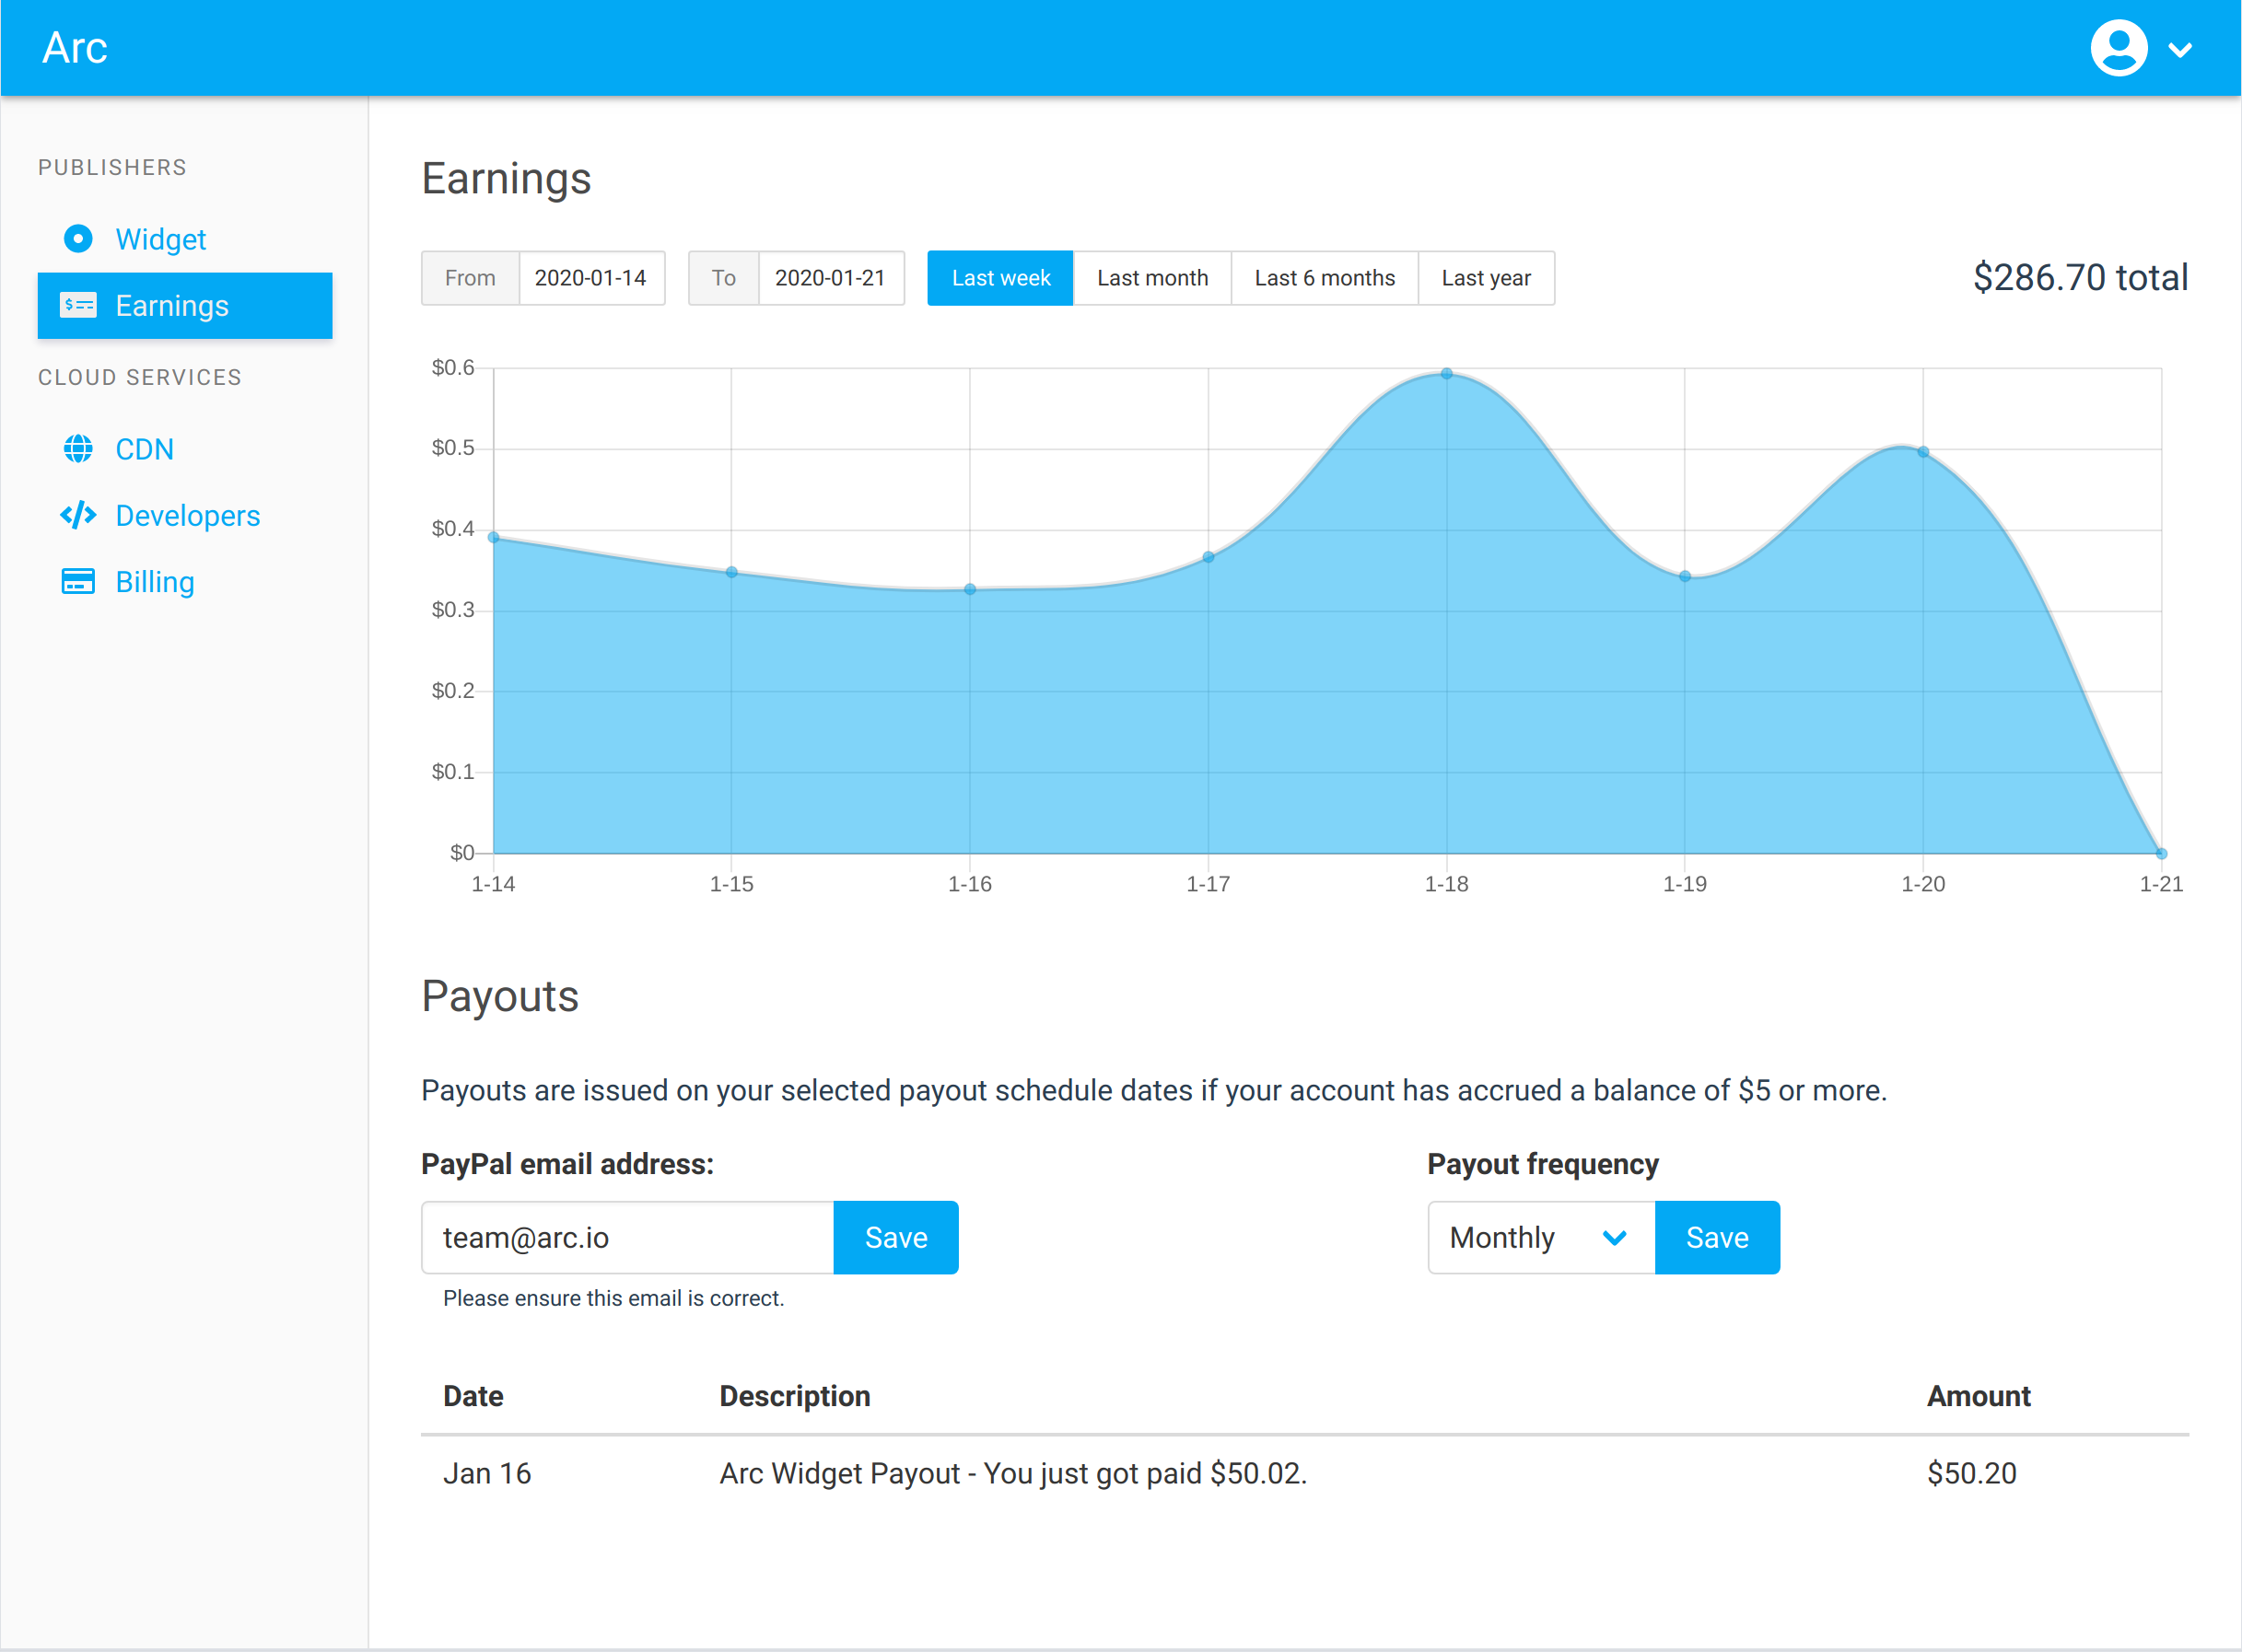 Arc
PUBLISHERS
Widget
Earnings
CLOUD SERVICES
CDN
Developers
Billing
Earnings
From 2020-01-14 To 2020-01-21 Last week Last month Last 6 months Last year $286.70 total
$0.6
$0.5
$0.4
$0.3
$0.2
$0.1
$0
1-14 1-15 1-16 1-17 1-18 1-19 1-20 1-21
Payouts
Payouts are issued on your selected payout schedule dates if your account has accrued a balance of $5 or more.
PayPal email address: Payout frequency
team@arc.io Save Monthly Save
Please ensure this email is correct.
Date Description Amount
Jan 16 Arc Widget Payout - You just got paid $50.02. $50.20